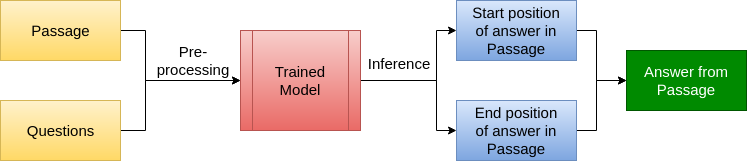 Passage
Questions
Pre-
processing
Trained
Model
Inference
Start position
of answer in
Passage
End position
of answer in
Passage
Answer from
Passage